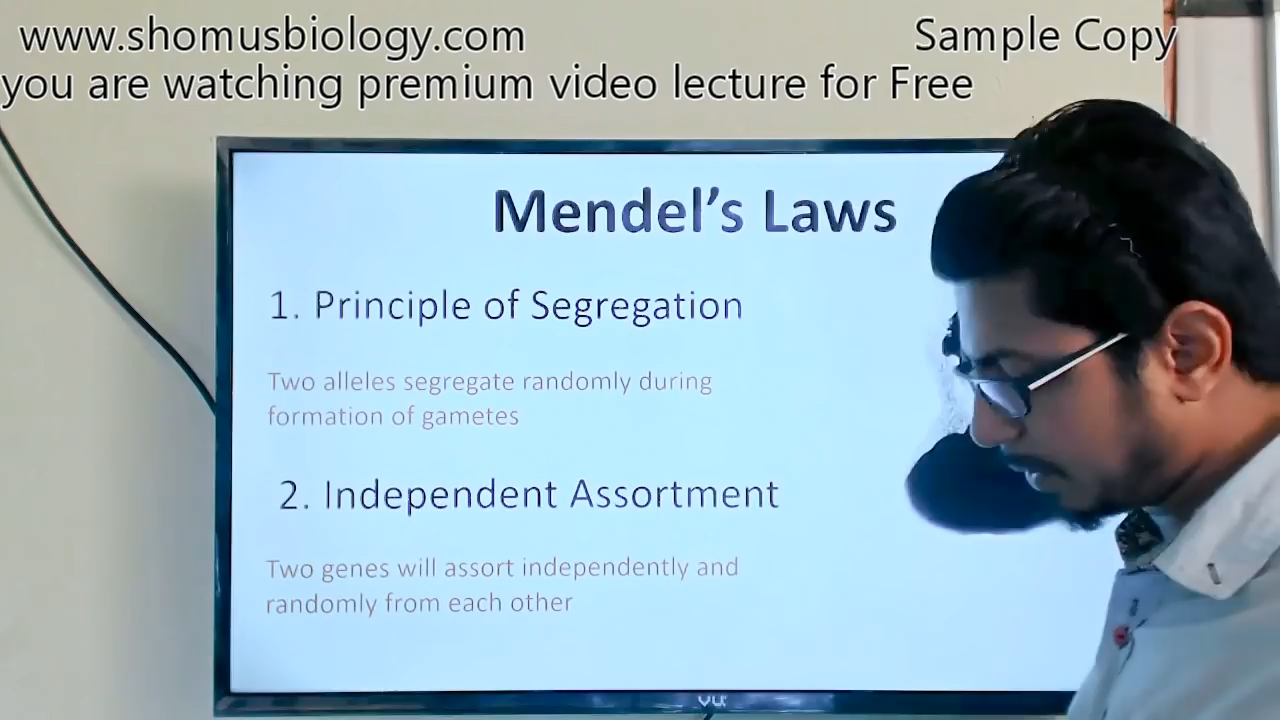 www.shomusbiology.com
Sample Copy
you are watching premium video lecture for Free
Mendel’s Laws
1. Principle of Segregation
Two alleles segregate randomly during
formation of gametes
2. Independent Assortment
Two genes will assort independently and
randomly from each other
VU